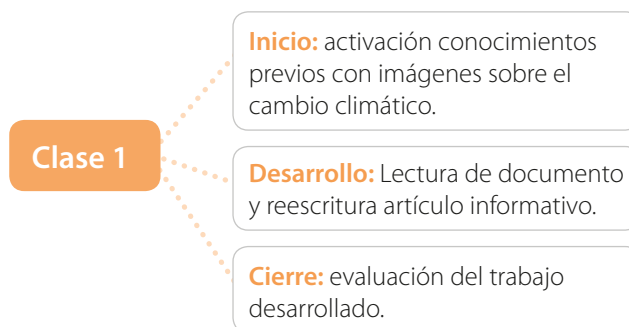 Inicio: activación conocimientos
previos con imágenes sobre el
cambio climático.
Clase 1
Desarrollo: Lectura de documento
y reescritura artículo informativo.
Cierre: evaluación del trabajo
desarrollado.